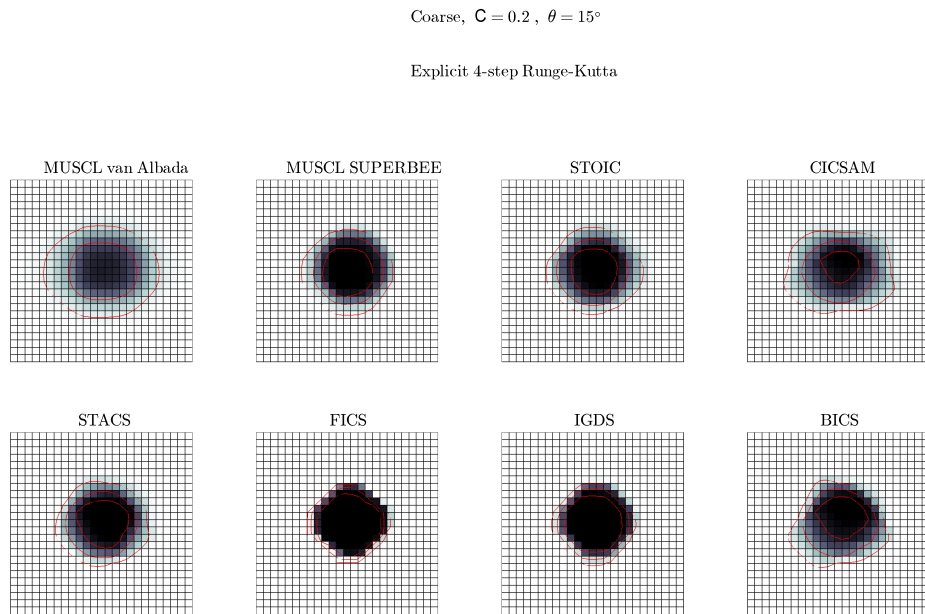 Coarse, C = 0.2 , θ = 15°
Explicit 4-step Runge-Kutta
MUSCL van Albada
MUSCL SUPERBEE
STOIC
CICSAM
STACS
FICS
IGDS
BICS